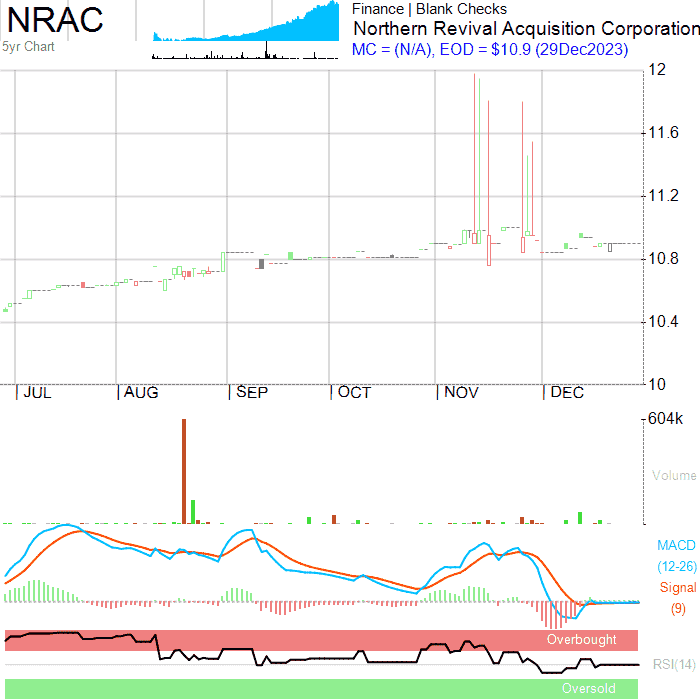 NRAC
5yr Chart
Finance | Blank Checks
Northern Revival Acquisition Corporation
MC = (N/A), EOD = $10.9 (29Dec2023)
12
11.6
11.2
10.8
10.4
10
JUL AUG SEP OCT NOV DEC
604k
Volume
MACD
(12-26)
Signal
(9)
Overbought
RSI(14)
Oversold